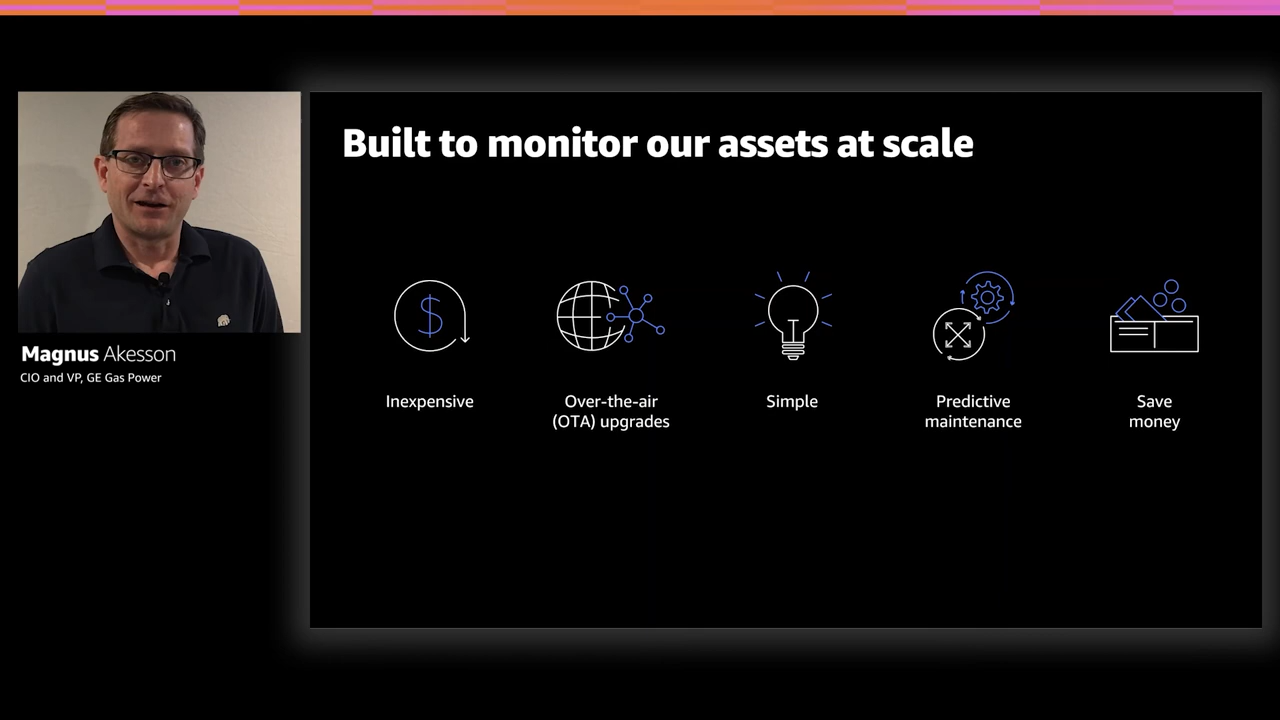 Built to monitor our assets at scale
Magnus Akesson
CIO and VP, GE Gas Power
Inexpensive
Over-the-air
(OTA) upgrades
Simple
Predictive
maintenance
Save
money